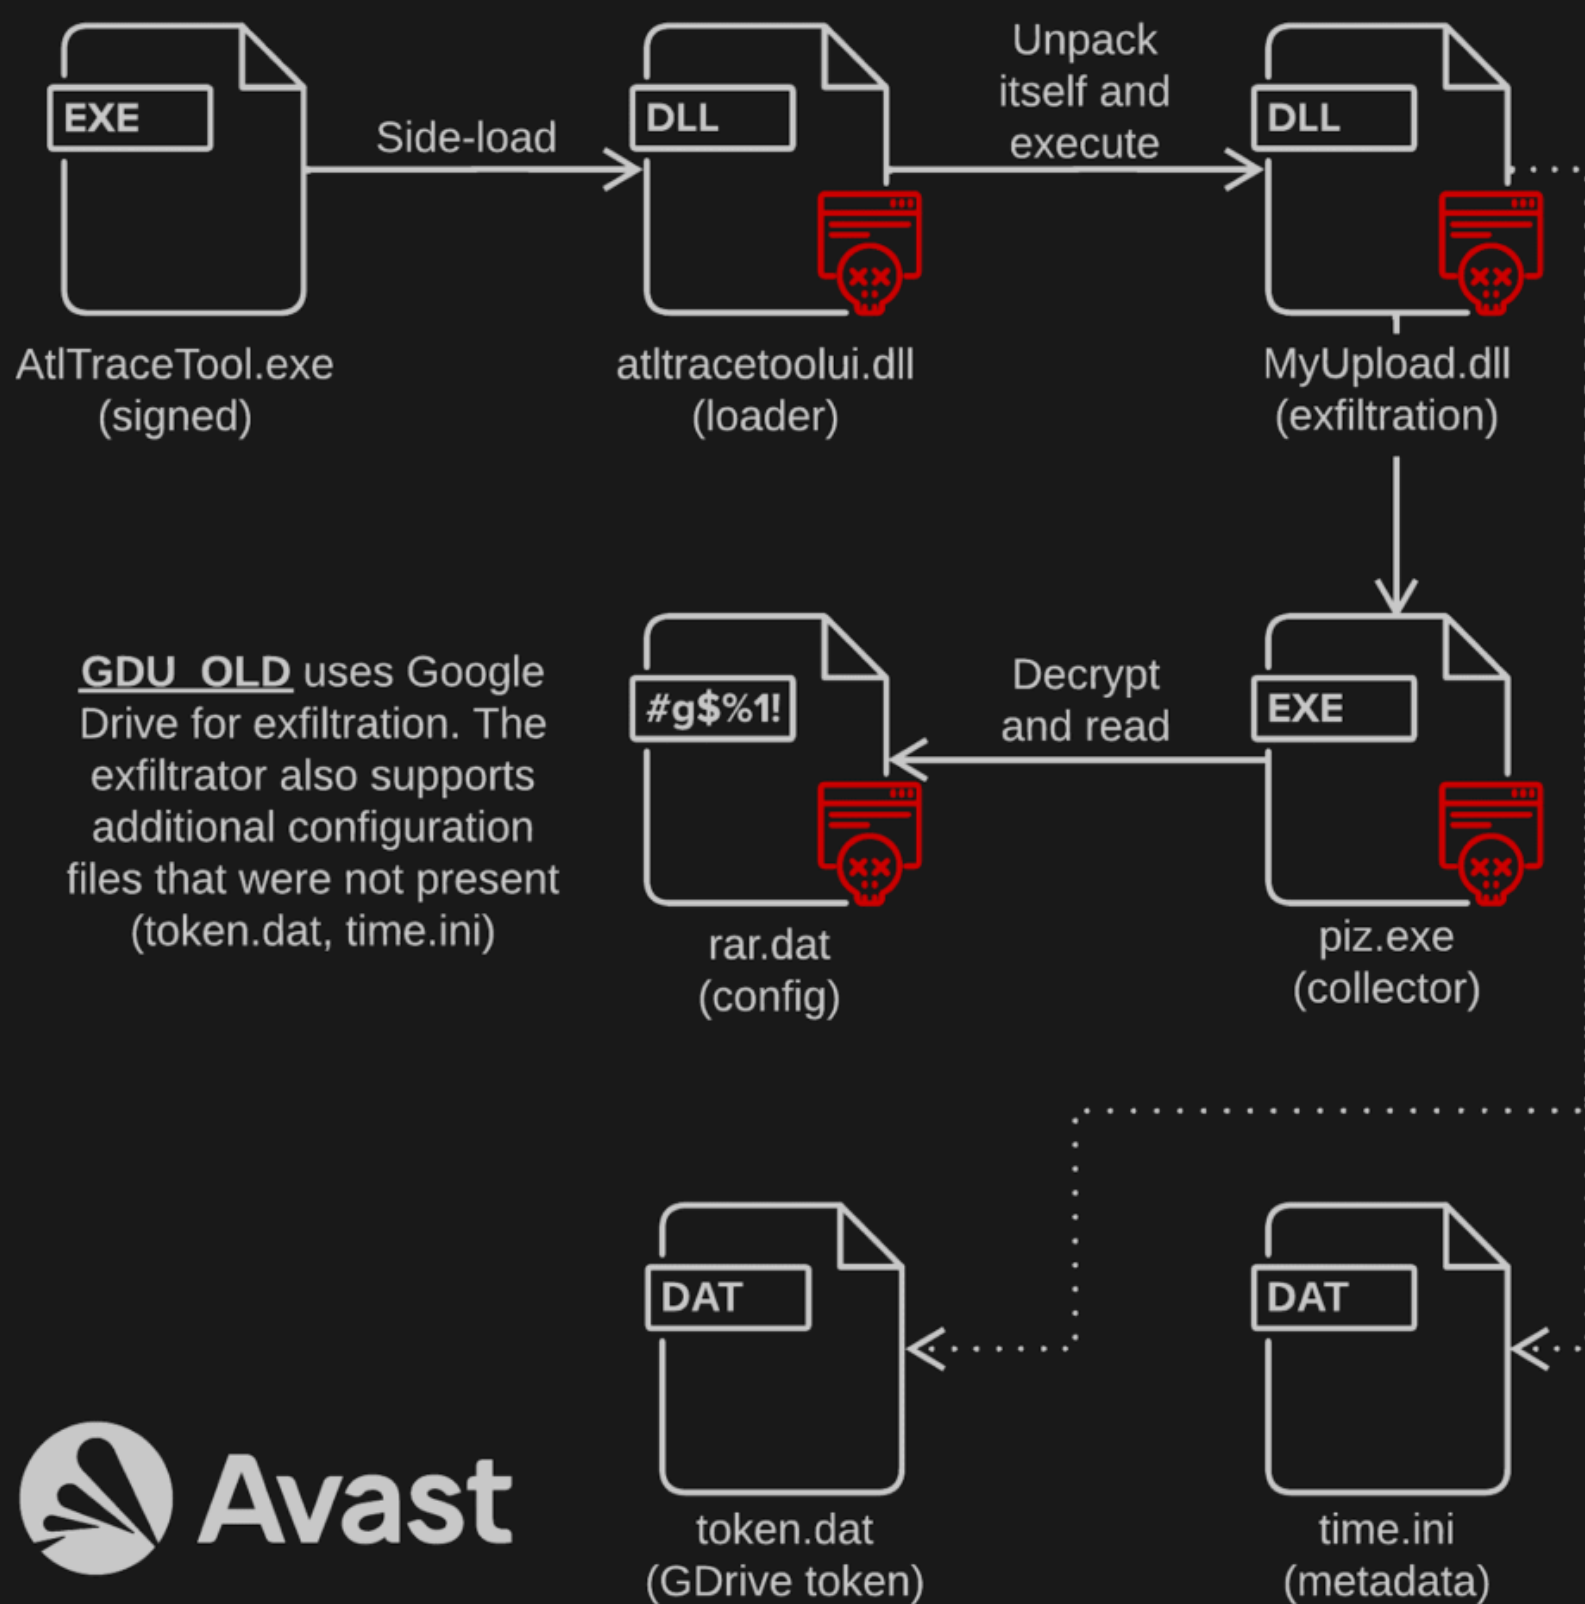 EXE
Side-load
DLL
Unpack
itself and
execute
DLL
AtlTraceTool.exe
(signed)
atltracetoolui.dll
(loader)
MyUpload.dll
(exfiltration)
GDU_OLD uses Google
Drive for exfiltration. The
exfiltrator also supports
additional configuration
files that were not present
(token.dat, time.ini)
#g$%1!
Decrypt
and read
EXE
rar.dat
(config)
piz.exe
(collector)
DAT
DAT
Avast
token.dat
(GDrive token)
time.ini
(metadata)